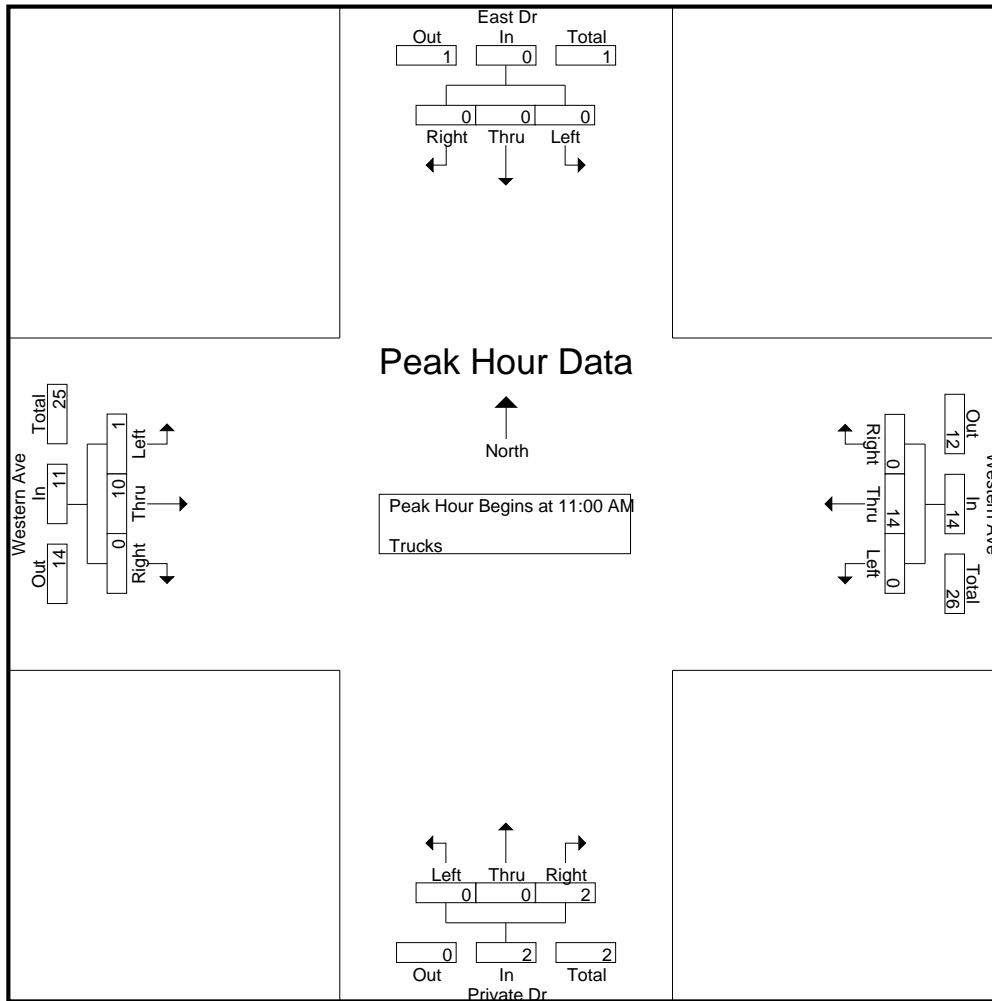 East Dr
Out In Total
1 0 1
0 0 0
Right Thru Left
Peak Hour Data
North
Peak Hour Begins at 11:00 AM
Trucks
Western Ave
Out In Total
14 11 25
1 10 0
Left Thru Right
Western Ave
Out In Total
12 14 26
0 14 0
Right Thru Left
Left Thru Right
0 0 2
0 2 2
Out In Total
Private Dr